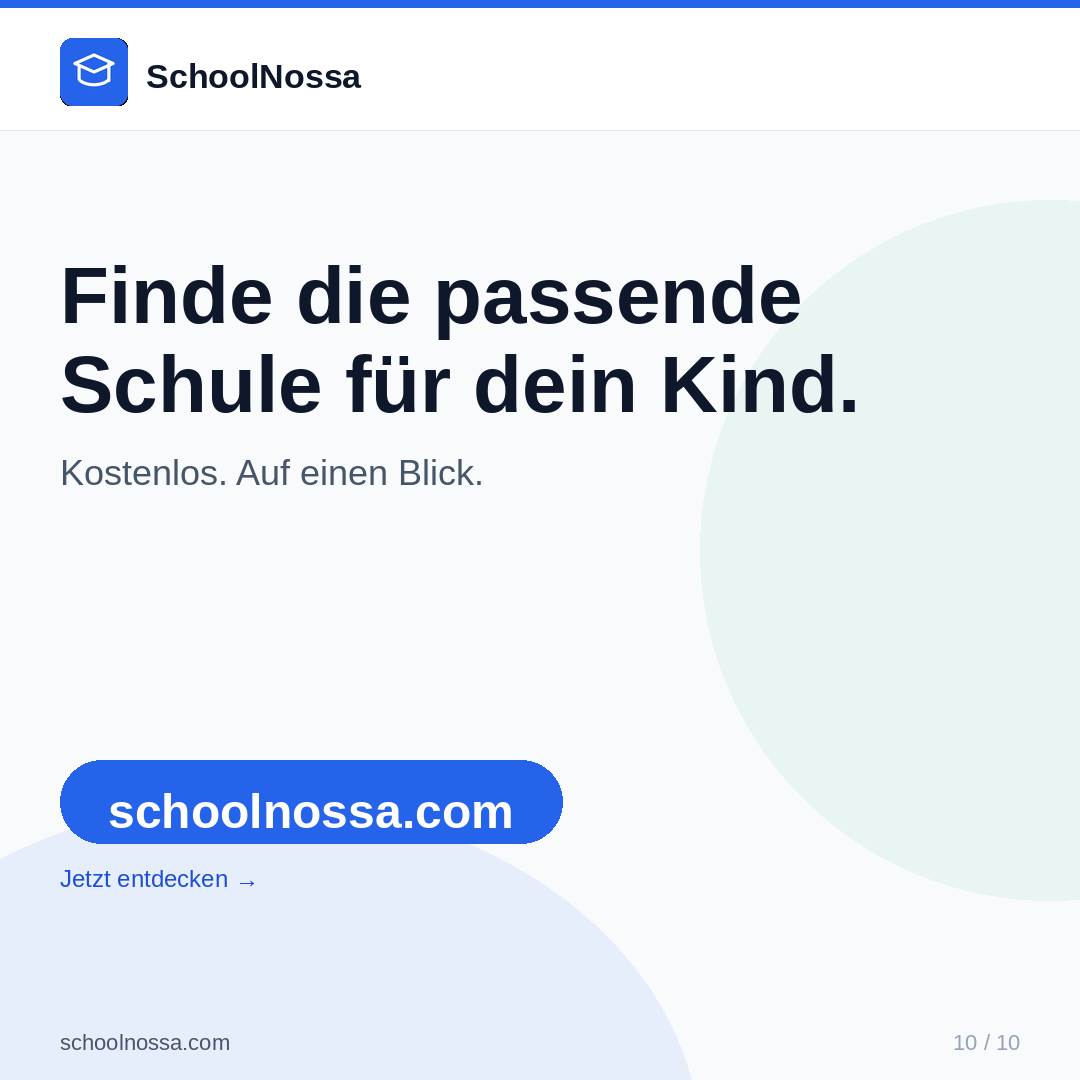 SchoolNossa
Finde die passende
Schule für dein Kind.
Kostenlos. Auf einen Blick.
schoolnossa.com
Jetzt entdecken →
schoolnossa.com
10 / 10